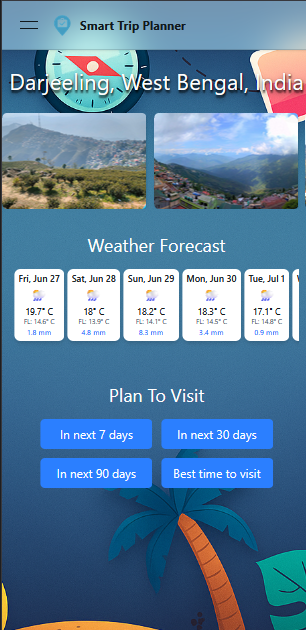 Smart Trip Planner
Darjeeling, West Bengal, India
Weather Forecast
Fri, Jun 27 Sat, Jun 28 Sun, Jun 29 Mon, Jun 30 Tue, Jul 1
19.7° C 18° C 18.2° C 18.3° C 17.1° C
FL: 14.6° C FL: 13.9° C FL: 14.1° C FL: 14.5° C FL: 14.8° C
1.8 mm 4.8 mm 8.3 mm 3.4 mm 0.9 mm
Plan To Visit
In next 7 days In next 30 days
In next 90 days Best time to visit